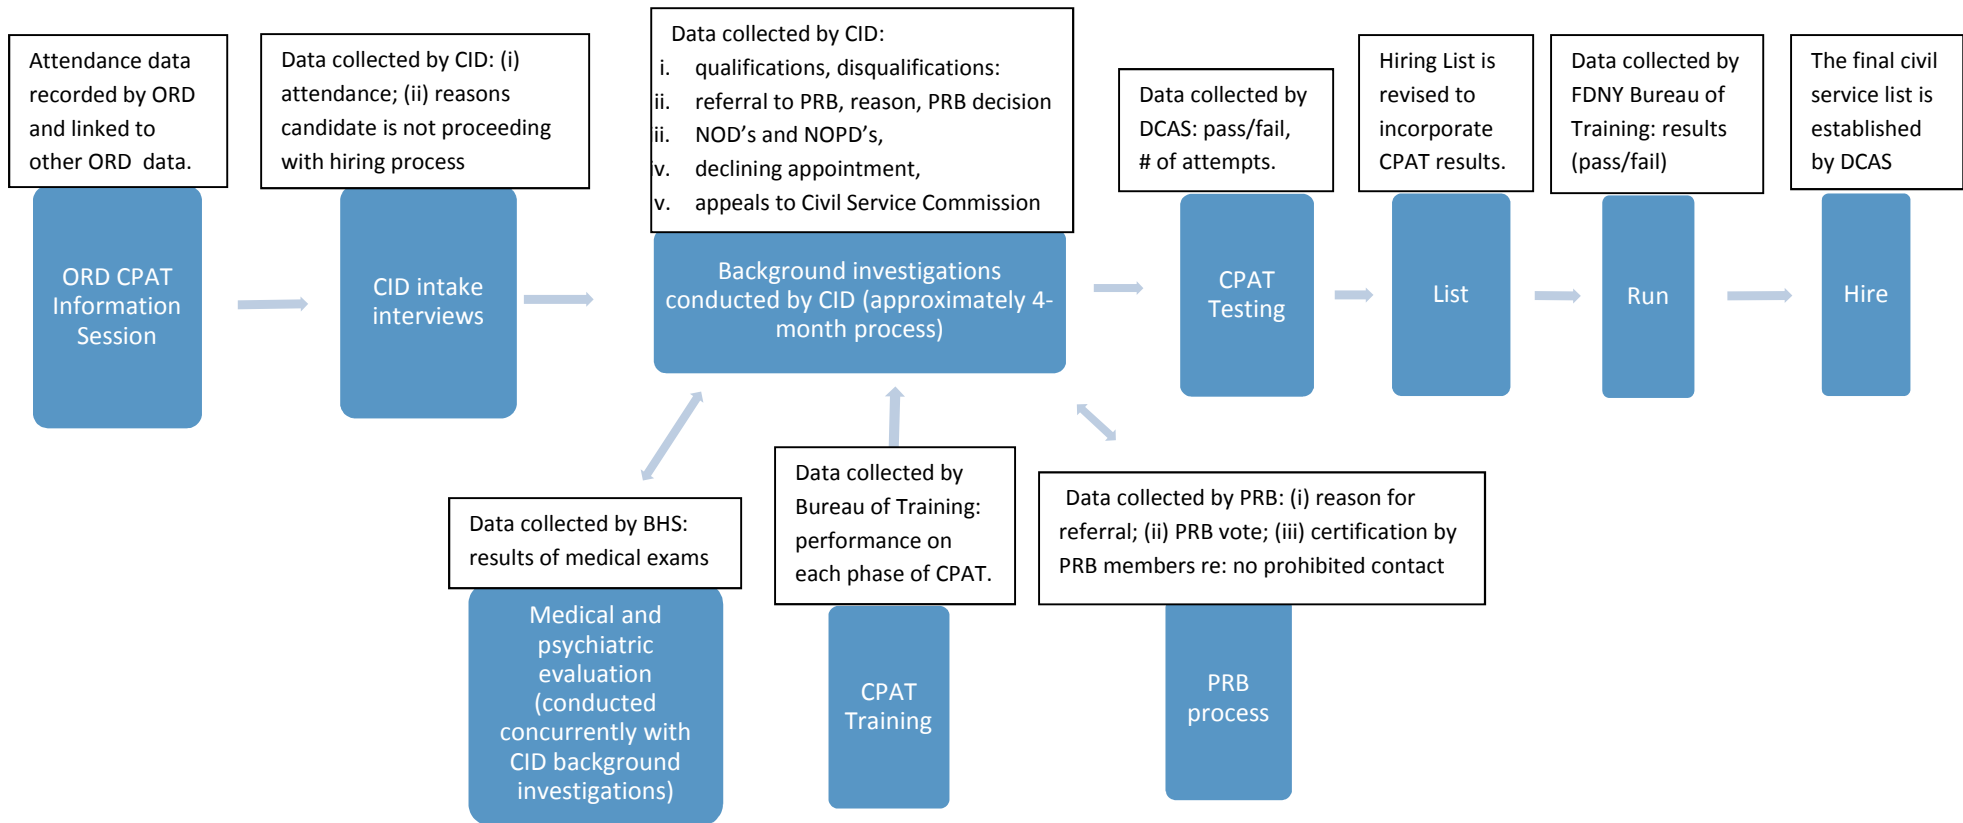 Attendance data
recorded by ORD
and linked to
other ORD data.
ORD CPAT
Information
Session
Data collected by CID: (i)
attendance; (ii) reasons
candidate is not proceeding
with hiring process
CID intake
interviews
Data collected by CID:
i. qualifications, disqualifications:
ii. referral to PRB, reason, PRB decision
ii. NOD's and NOPD's,
iv. declining appointment,
v. appeals to Civil Service Commission
Background investigations
conducted by CID (approximately 4-
month process)
Data collected by
DCAS: pass/fail,
# of attempts.
CPAT
Testing
Hiring List is
revised to
incorporate
CPAT results.
List
Data collected by
FDNY Bureau of
Training: results
(pass/fail)
Run
The final civil
service list is
established
by DCAS
Hire
Data collected by BHS:
results of medical exams
Medical and
psychiatric
evaluation
(conducted
concurrently with
CID background
investigations)
Data collected by
Bureau of Training:
performance on
each phase of CPAT.
CPAT
Training
Data collected by PRB: (i) reason for
referral; (ii) PRB vote; (iii) certification by
PRB members re: no prohibited contact
PRB
process